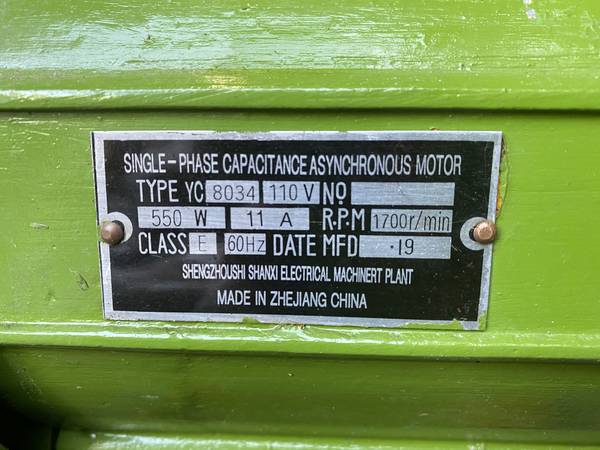 SINGLE-PHASE CAPACITANCE ASYNCHRONOUS MOTOR
TYPE YC 8034 110 V No
550 W 11 A R.P.M 1700r/min
CLASS E 60Hz DATE MFD ·19
SHENGZHOUSHI SHANXI ELECTRICAL MACHINERT PLANT
MADE IN ZHEJIANG CHINA